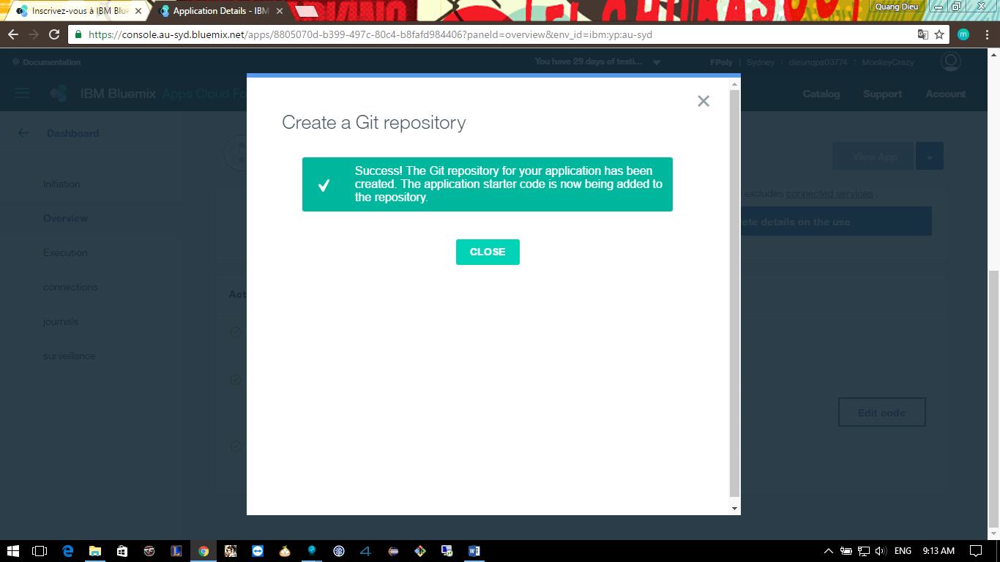 Inscrivez-vous à IBM Blue
Application Details - IBM
Quang Dieu
https://console.au-syd.bluemix.net/apps/8805070d-b399-497c-80c4-b8fafd984406?paneId=overview&env_id=ibm:yp:au-syd
m
Documentation
You have 29 days of testi...
FPoly | Sydney : dieunqps03774 : MonkeyCrazy
IBM Bluemix Apps Cloud Fo
Catalog Support Account
Create a Git repository
Dashboard
View App
Success! The Git repository for your application has been
created. The application starter code is now being added to
the repository.
Initiation
excludes connected services .
Overview
ete details on the use
Execution
CLOSE
connections
Act
journals
surveillance
Edit code
ENG 9:13 AM